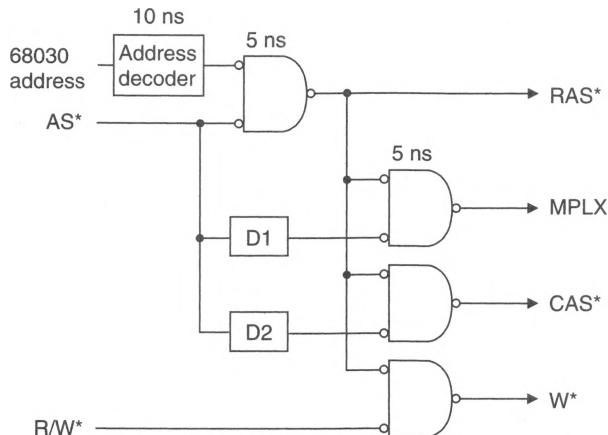 10 ns
5 ns
68030
address
Address
decoder
RAS*
AS*
5 ns
MPLX
D1
CAS*
D2
W*
R/W*